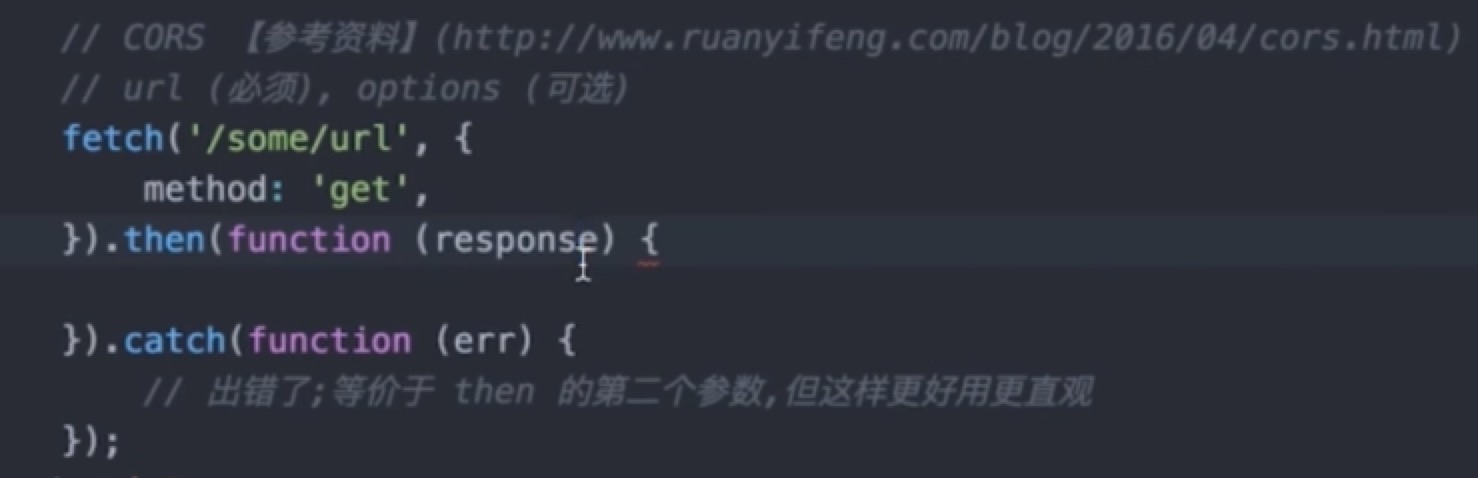 // CORS 【参考资料】(http://www.ruanyifeng.com/blog/2016/04/cors.html)
// url (必须), options (可选)
fetch('/some/url', {
    method: 'get',
}).then(function (response) {
}).catch(function (err) {
    // 出错了;等价于 then 的第二个参数,但这样更好用更直观
});